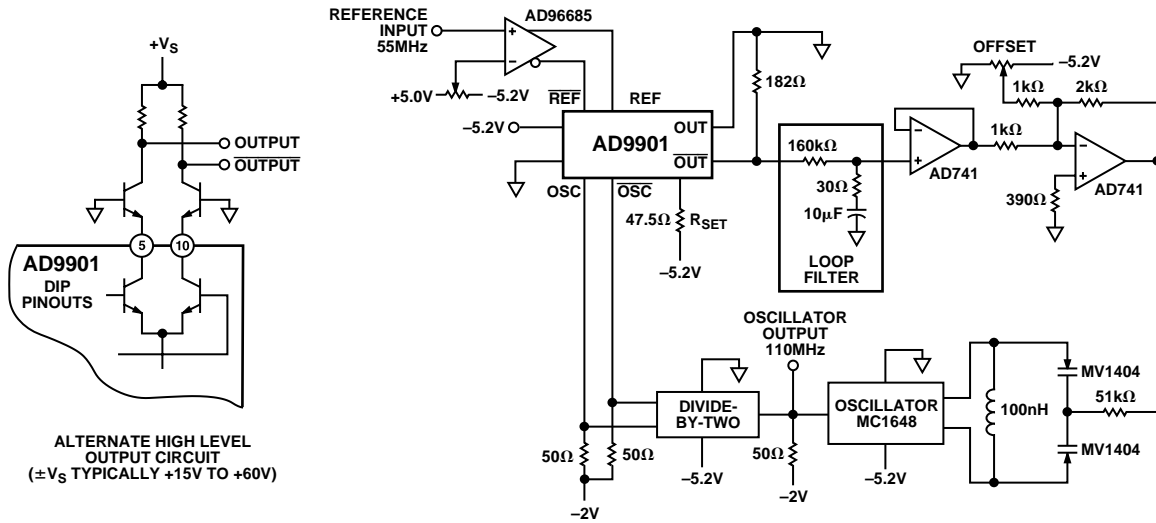 +VS
OUTPUT
OUTPUT
5
10
AD9901
DIP
PINOUTS
ALTERNATE HIGH LEVEL
OUTPUT CIRCUIT
(±VS TYPICALLY +15V TO +60V)
REFERENCE
INPUT
55MHz
AD96685
+
−
+5.0V
−5.2V
REF
REF
−5.2V
AD9901
OUT
OUT
OSC
OSC
47.5Ω
RSET
−5.2V
182Ω
160kΩ
30Ω
10µF
LOOP
FILTER
−
+
AD741
OFFSET
−5.2V
1kΩ
2kΩ
1kΩ
−
+
AD741
390Ω
OSCILLATOR
OUTPUT
110MHz
DIVIDE-
BY-TWO
−5.2V
50Ω
50Ω
−2V
50Ω
−2V
OSCILLATOR
MC1648
−5.2V
100nH
MV1404
51kΩ
MV1404